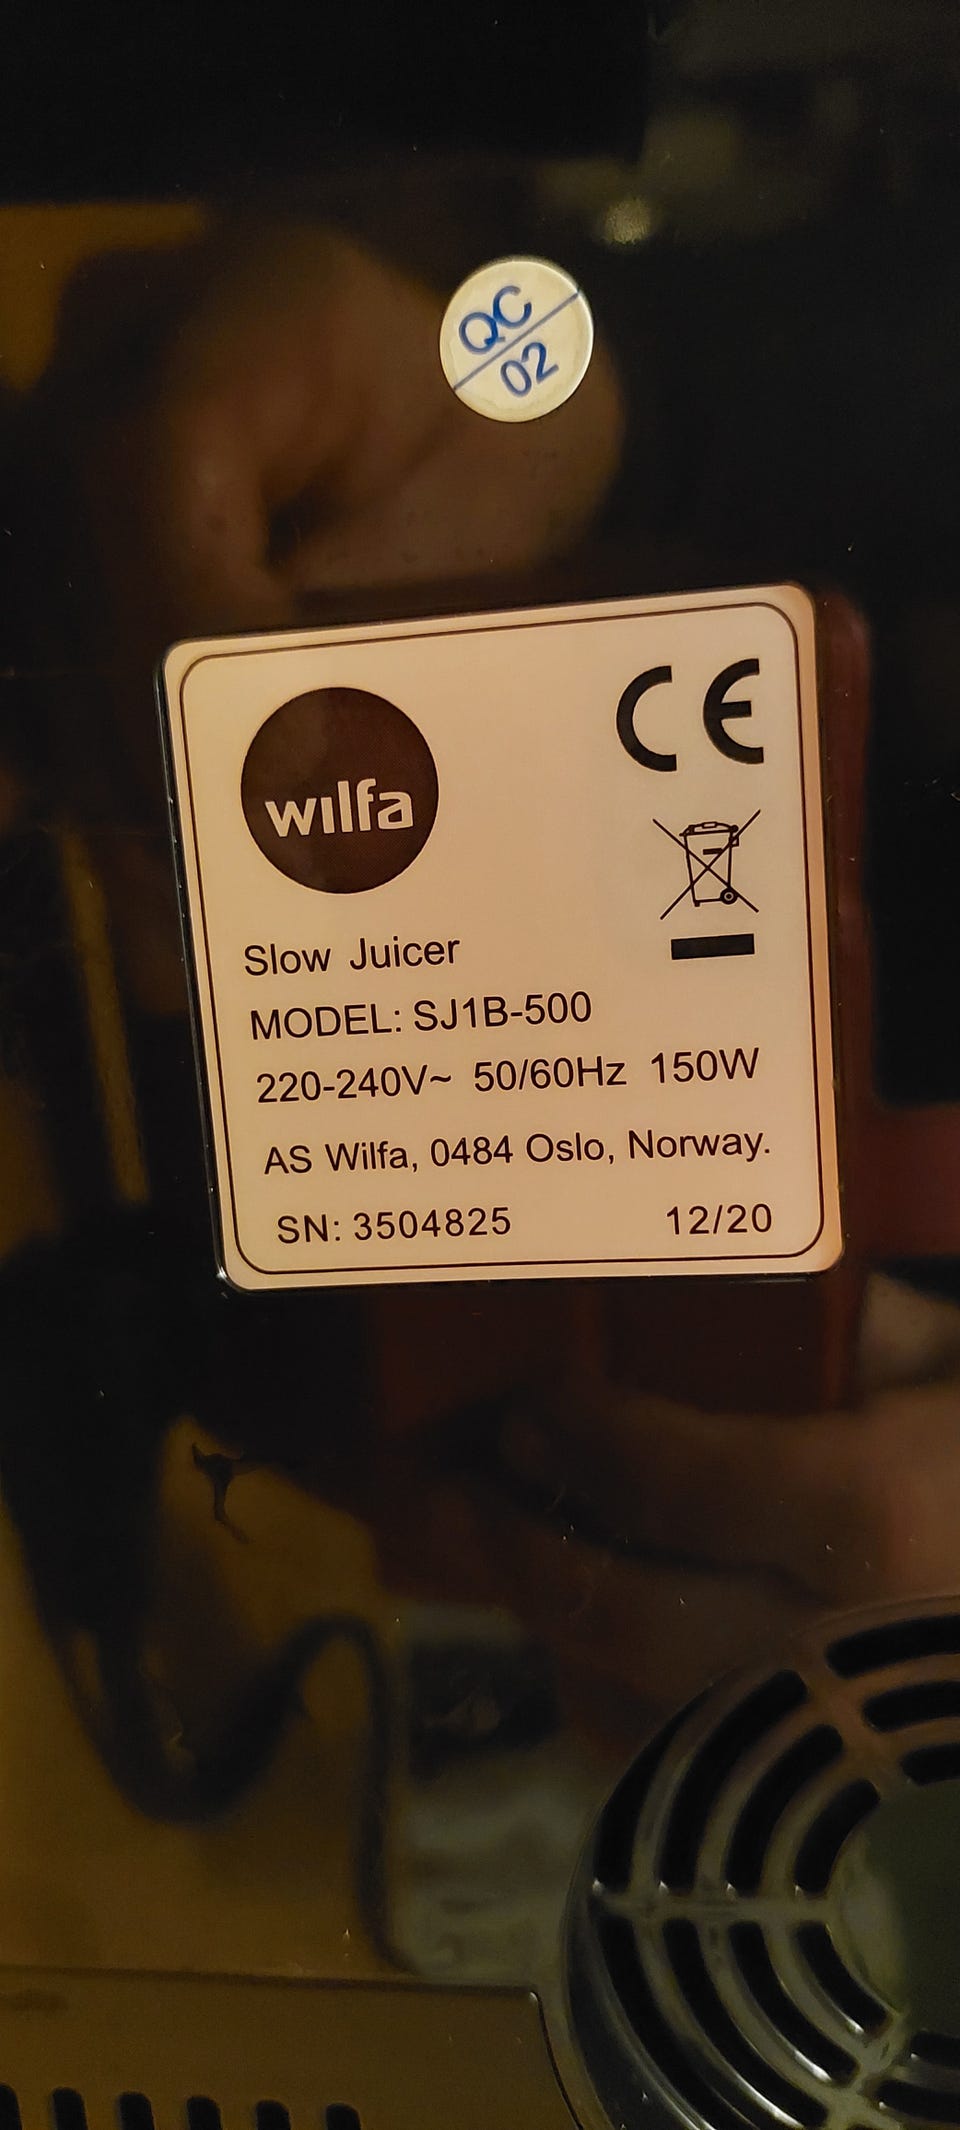 QC
02
CE
wilfa
Slow Juicer
MODEL: SJ1B-500
220-240V~ 50/60Hz 150W
AS Wilfa, 0484 Oslo, Norway.
SN: 3504825 12/20